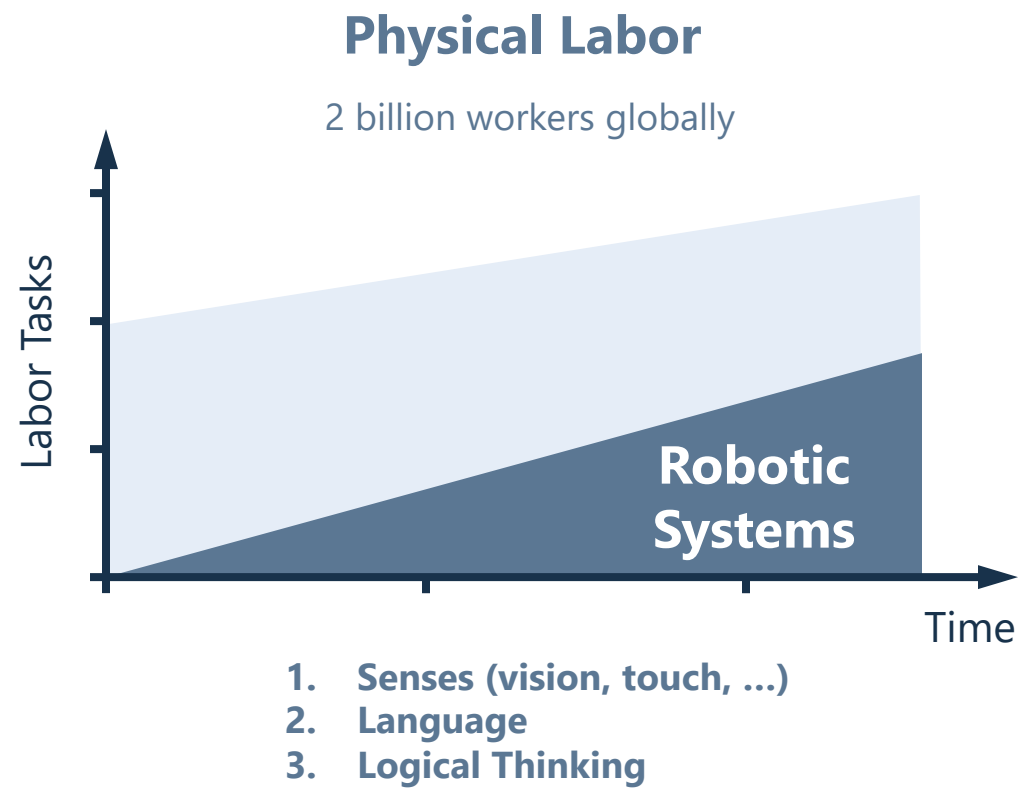 Physical Labor
2 billion workers globally
Labor Tasks
Robotic
Systems
Time
1. Senses (vision, touch, ...)
2. Language
3. Logical Thinking